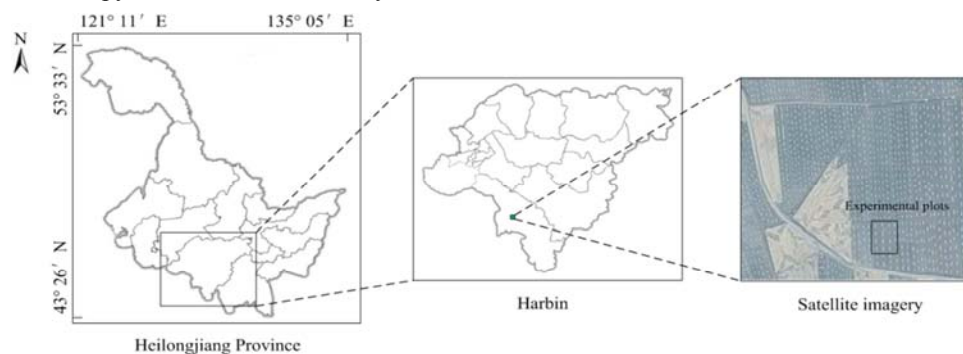 121° 11′ E
135° 05′ E
N
53° 33′ N
43° 26′ N
Experimental plots
Heilongjiang Province
Harbin
Satellite imagery